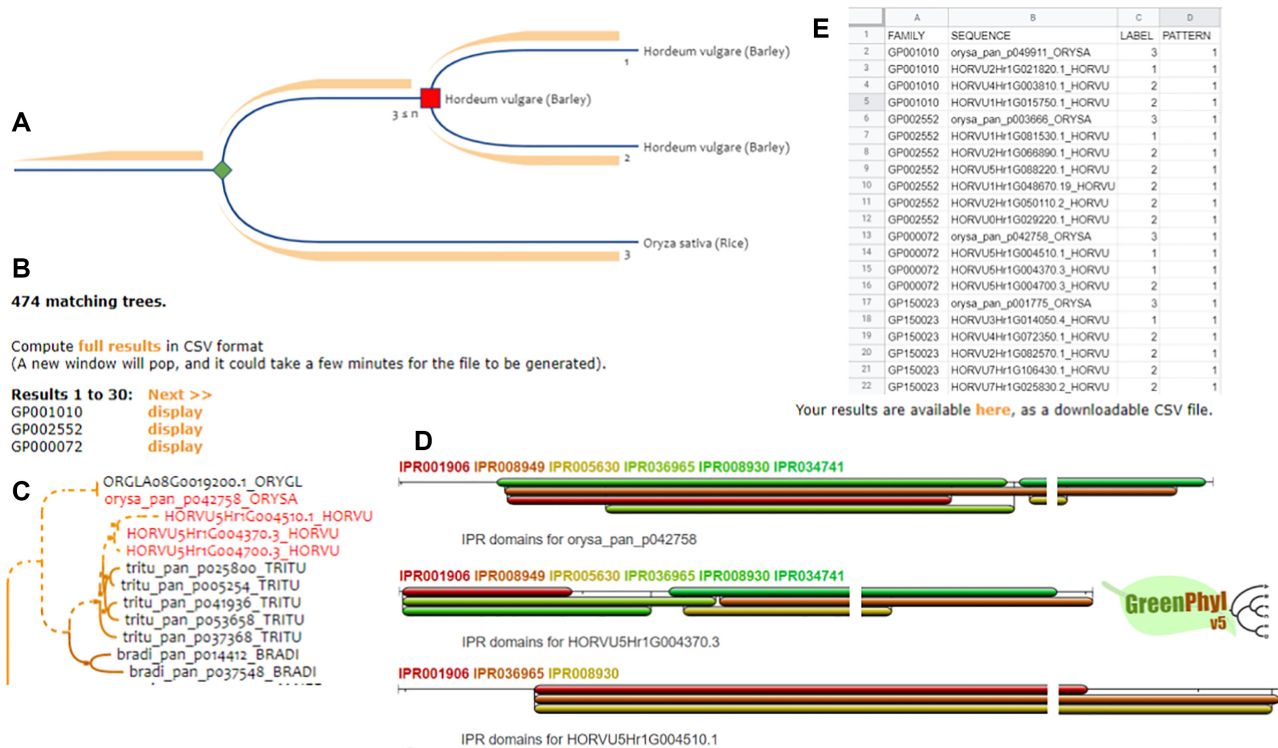 A
Hordeum vulgare (Barley)
1
Hordeum vulgare (Barley)
3 ≤ n
Hordeum vulgare (Barley)
2
Oryza sativa (Rice)
3
B
474 matching trees.
Compute full results in CSV format
(A new window will pop, and it could take a few minutes for the file to be generated).
Results 1 to 30: Next >>
GP001010 display
GP002552 display
GP000072 display
C
ORGLA08G0019200.1_ORYGL
orysa_pan_p042758_ORYSA
HORVU5Hr1G004510.1_HORVU
HORVU5Hr1G004370.3_HORVU
HORVU5Hr1G004700.3_HORVU
tritu_pan_p025800_TRITU
tritu_pan_p005254_TRITU
tritu_pan_p041936_TRITU
tritu_pan_p053658_TRITU
tritu_pan_p037368_TRITU
bradi_pan_p014412_BRADI
bradi_pan_p037548_BRADI
D
IPR001906 IPR008949 IPR005630 IPR036965 IPR008930 IPR034741
IPR domains for orysa_pan_p042758
IPR001906 IPR008949 IPR005630 IPR036965 IPR008930 IPR034741
IPR domains for HORVU5Hr1G004370.3
IPR001906 IPR036965 IPR008930
IPR domains for HORVU5Hr1G004510.1
GreenPhyl
v5
E
A B C D
1 FAMILY SEQUENCE LABEL PATTERN
2 GP001010 orysa_pan_p049911_ORYSA 3 1
3 GP001010 HORVU2Hr1G021820.1_HORVU 1 1
4 GP001010 HORVU4Hr1G003810.1_HORVU 2 1
5 GP001010 HORVU1Hr1G015750.1_HORVU 2 1
6 GP002552 orysa_pan_p003666_ORYSA 3 1
7 GP002552 HORVU1Hr1G081530.1_HORVU 1 1
8 GP002552 HORVU2Hr1G066890.1_HORVU 2 1
9 GP002552 HORVU5Hr1G088220.1_HORVU 2 1
10 GP002552 HORVU1Hr1G048670.19_HORVU 2 1
11 GP002552 HORVU2Hr1G050110.2_HORVU 2 1
12 GP002552 HORVU0Hr1G029220.1_HORVU 2 1
13 GP000072 orysa_pan_p042758_ORYSA 3 1
14 GP000072 HORVU5Hr1G004510.1_HORVU 1 1
15 GP000072 HORVU5Hr1G004370.3_HORVU 1 1
16 GP000072 HORVU5Hr1G004700.3_HORVU 2 1
17 GP150023 orysa_pan_p001775_ORYSA 3 1
18 GP150023 HORVU3Hr1G014050.4_HORVU 1 1
19 GP150023 HORVU4Hr1G072350.1_HORVU 2 1
20 GP150023 HORVU2Hr1G082570.1_HORVU 2 1
21 GP150023 HORVU7Hr1G106430.1_HORVU 2 1
22 GP150023 HORVU7Hr1G025830.2_HORVU 2 1
Your results are available here, as a downloadable CSV file.